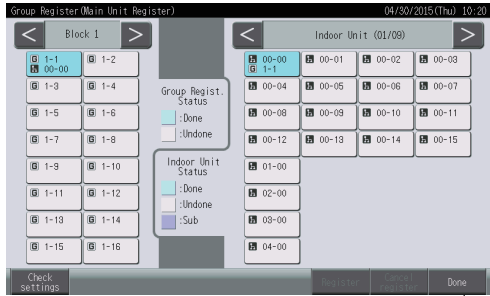 Group Register(Main Unit Register) 04/30/2015(Thu) 10:20
< Block 1 >
G 1-1
00-00
G 1-2
G 1-3
G 1-4
G 1-5
G 1-6
G 1-7
G 1-8
G 1-9
G 1-10
G 1-11
G 1-12
G 1-13
G 1-14
G 1-15
G 1-16
Group Regist.
Status
:Done
:Undone
Indoor Unit
Status
:Done
:Undone
:Sub
< Indoor Unit (01/09) >
00-00
G 1-1
00-01
00-02
00-03
00-04
00-05
00-06
00-07
00-08
00-09
00-10
00-11
00-12
00-13
00-14
00-15
01-00
02-00
03-00
04-00
Check
settings
Register
Cancel
register
Done